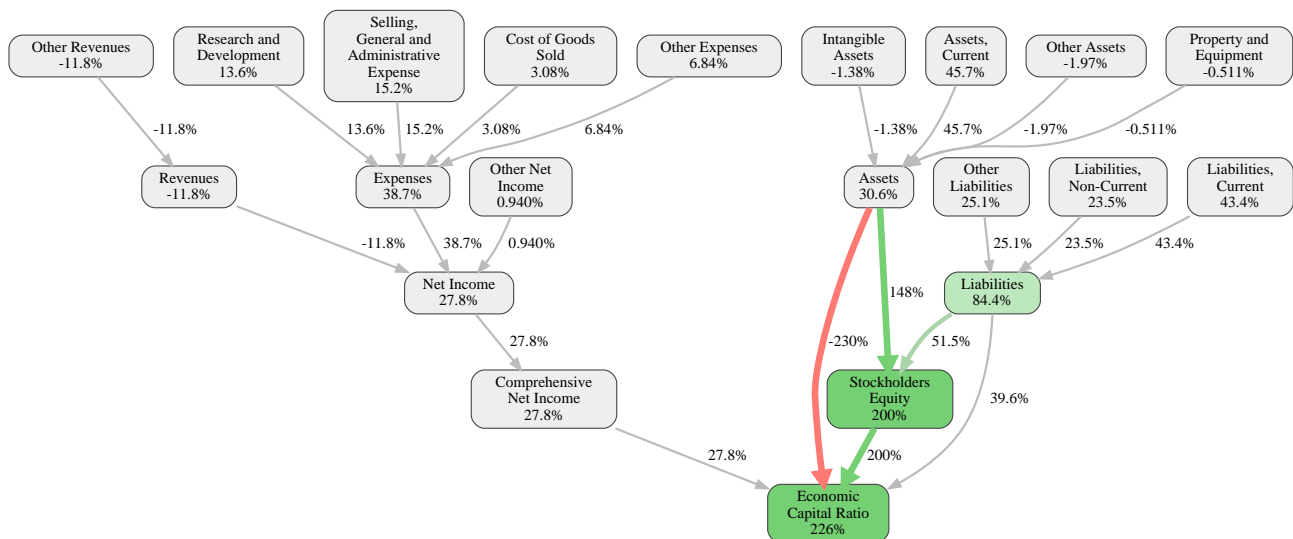 Other Revenues
-11.8%
Research and
Development
13.6%
Selling,
General and
Administrative
Expense
15.2%
Cost of Goods
Sold
3.08%
Other Expenses
6.84%
Intangible
Assets
-1.38%
Assets,
Current
45.7%
Other Assets
-1.97%
Property and
Equipment
-0.511%
-11.8%
13.6%
15.2%
3.08%
6.84%
-1.38%
45.7%
-1.97%
-0.511%
Revenues
-11.8%
Expenses
38.7%
Other Net
Income
0.940%
Assets
30.6%
Other
Liabilities
25.1%
Liabilities,
Non-Current
23.5%
Liabilities,
Current
43.4%
-11.8%
38.7%
0.940%
25.1%
23.5%
43.4%
Net Income
27.8%
148%
Liabilities
84.4%
27.8%
-230%
51.5%
Comprehensive
Net Income
27.8%
Stockholders
Equity
200%
39.6%
27.8%
200%
Economic
Capital Ratio
226%